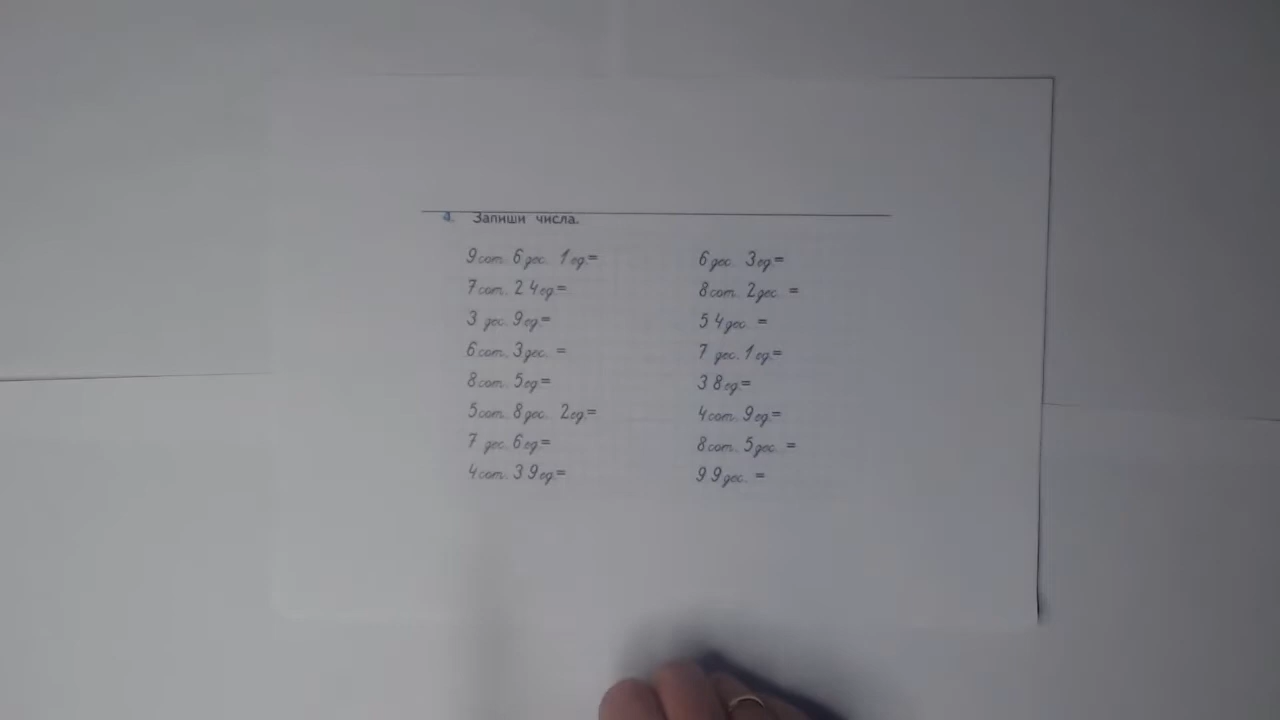 Запиши числа.
9 сот. 6 дес. 1 ед=
7 сот. 2 4 ед=
3 дес. 9 ед=
6 сот. 3 дес. =
8 сот. 5 ед=
5 сот. 8 дес. 2 ед=
7 дес. 6 ед=
4 сот. 3 9 ед=
6 дес. 3 ед=
8 сот. 2 дес. =
5 4 дес. =
7 дес. 1 ед=
3 8 ед=
4 сот. 9 ед=
8 сот. 5 дес. =
9 9 дес. =